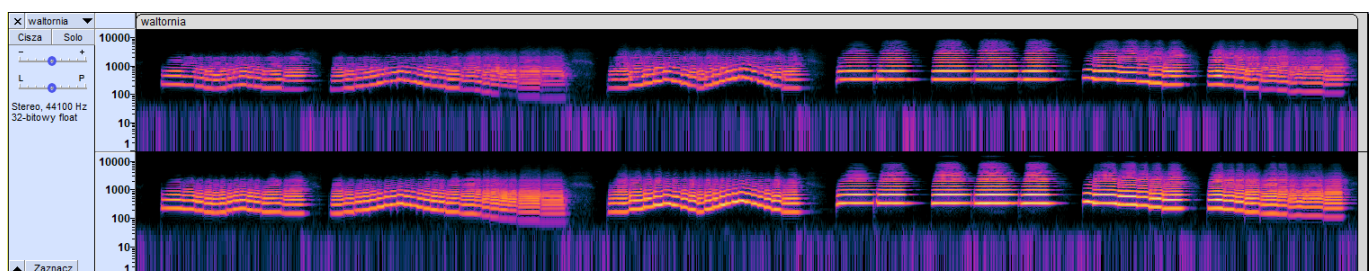 × waltornia ▼ waltornia
Cisza Solo
- +
L P
Stereo, 44100 Hz
32-bitowy float
▲ Zaznacz
10000
1000
100
10
1
10000
1000
100
10
1